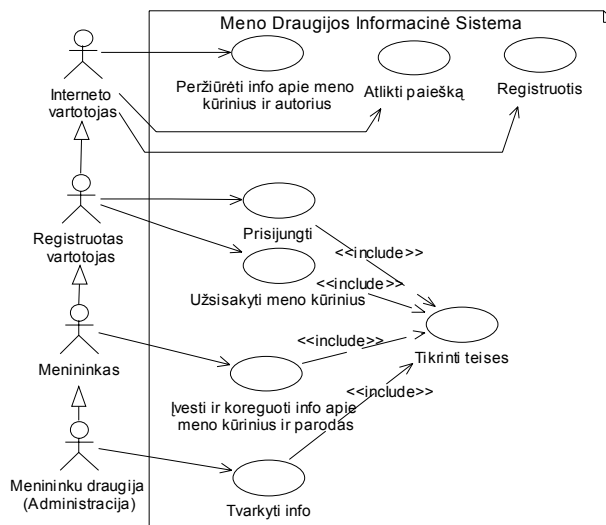 Meno Draugijos Informacinė Sistema
Interneto
vartotojas
Peržiūrėti info apie meno
kūrinius ir autorius
Atlikti paiešką
Registruotis
Registruotas
vartotojas
Prisijungti
<<include>>
Užsisakyti meno kūrinius
<<include>>
Menininkas
<<include>>
Tikrinti teises
Įvesti ir koreguoti info apie
meno kūrinius ir parodas
<<include>>
Menininku draugija
(Administracija)
Tvarkyti info